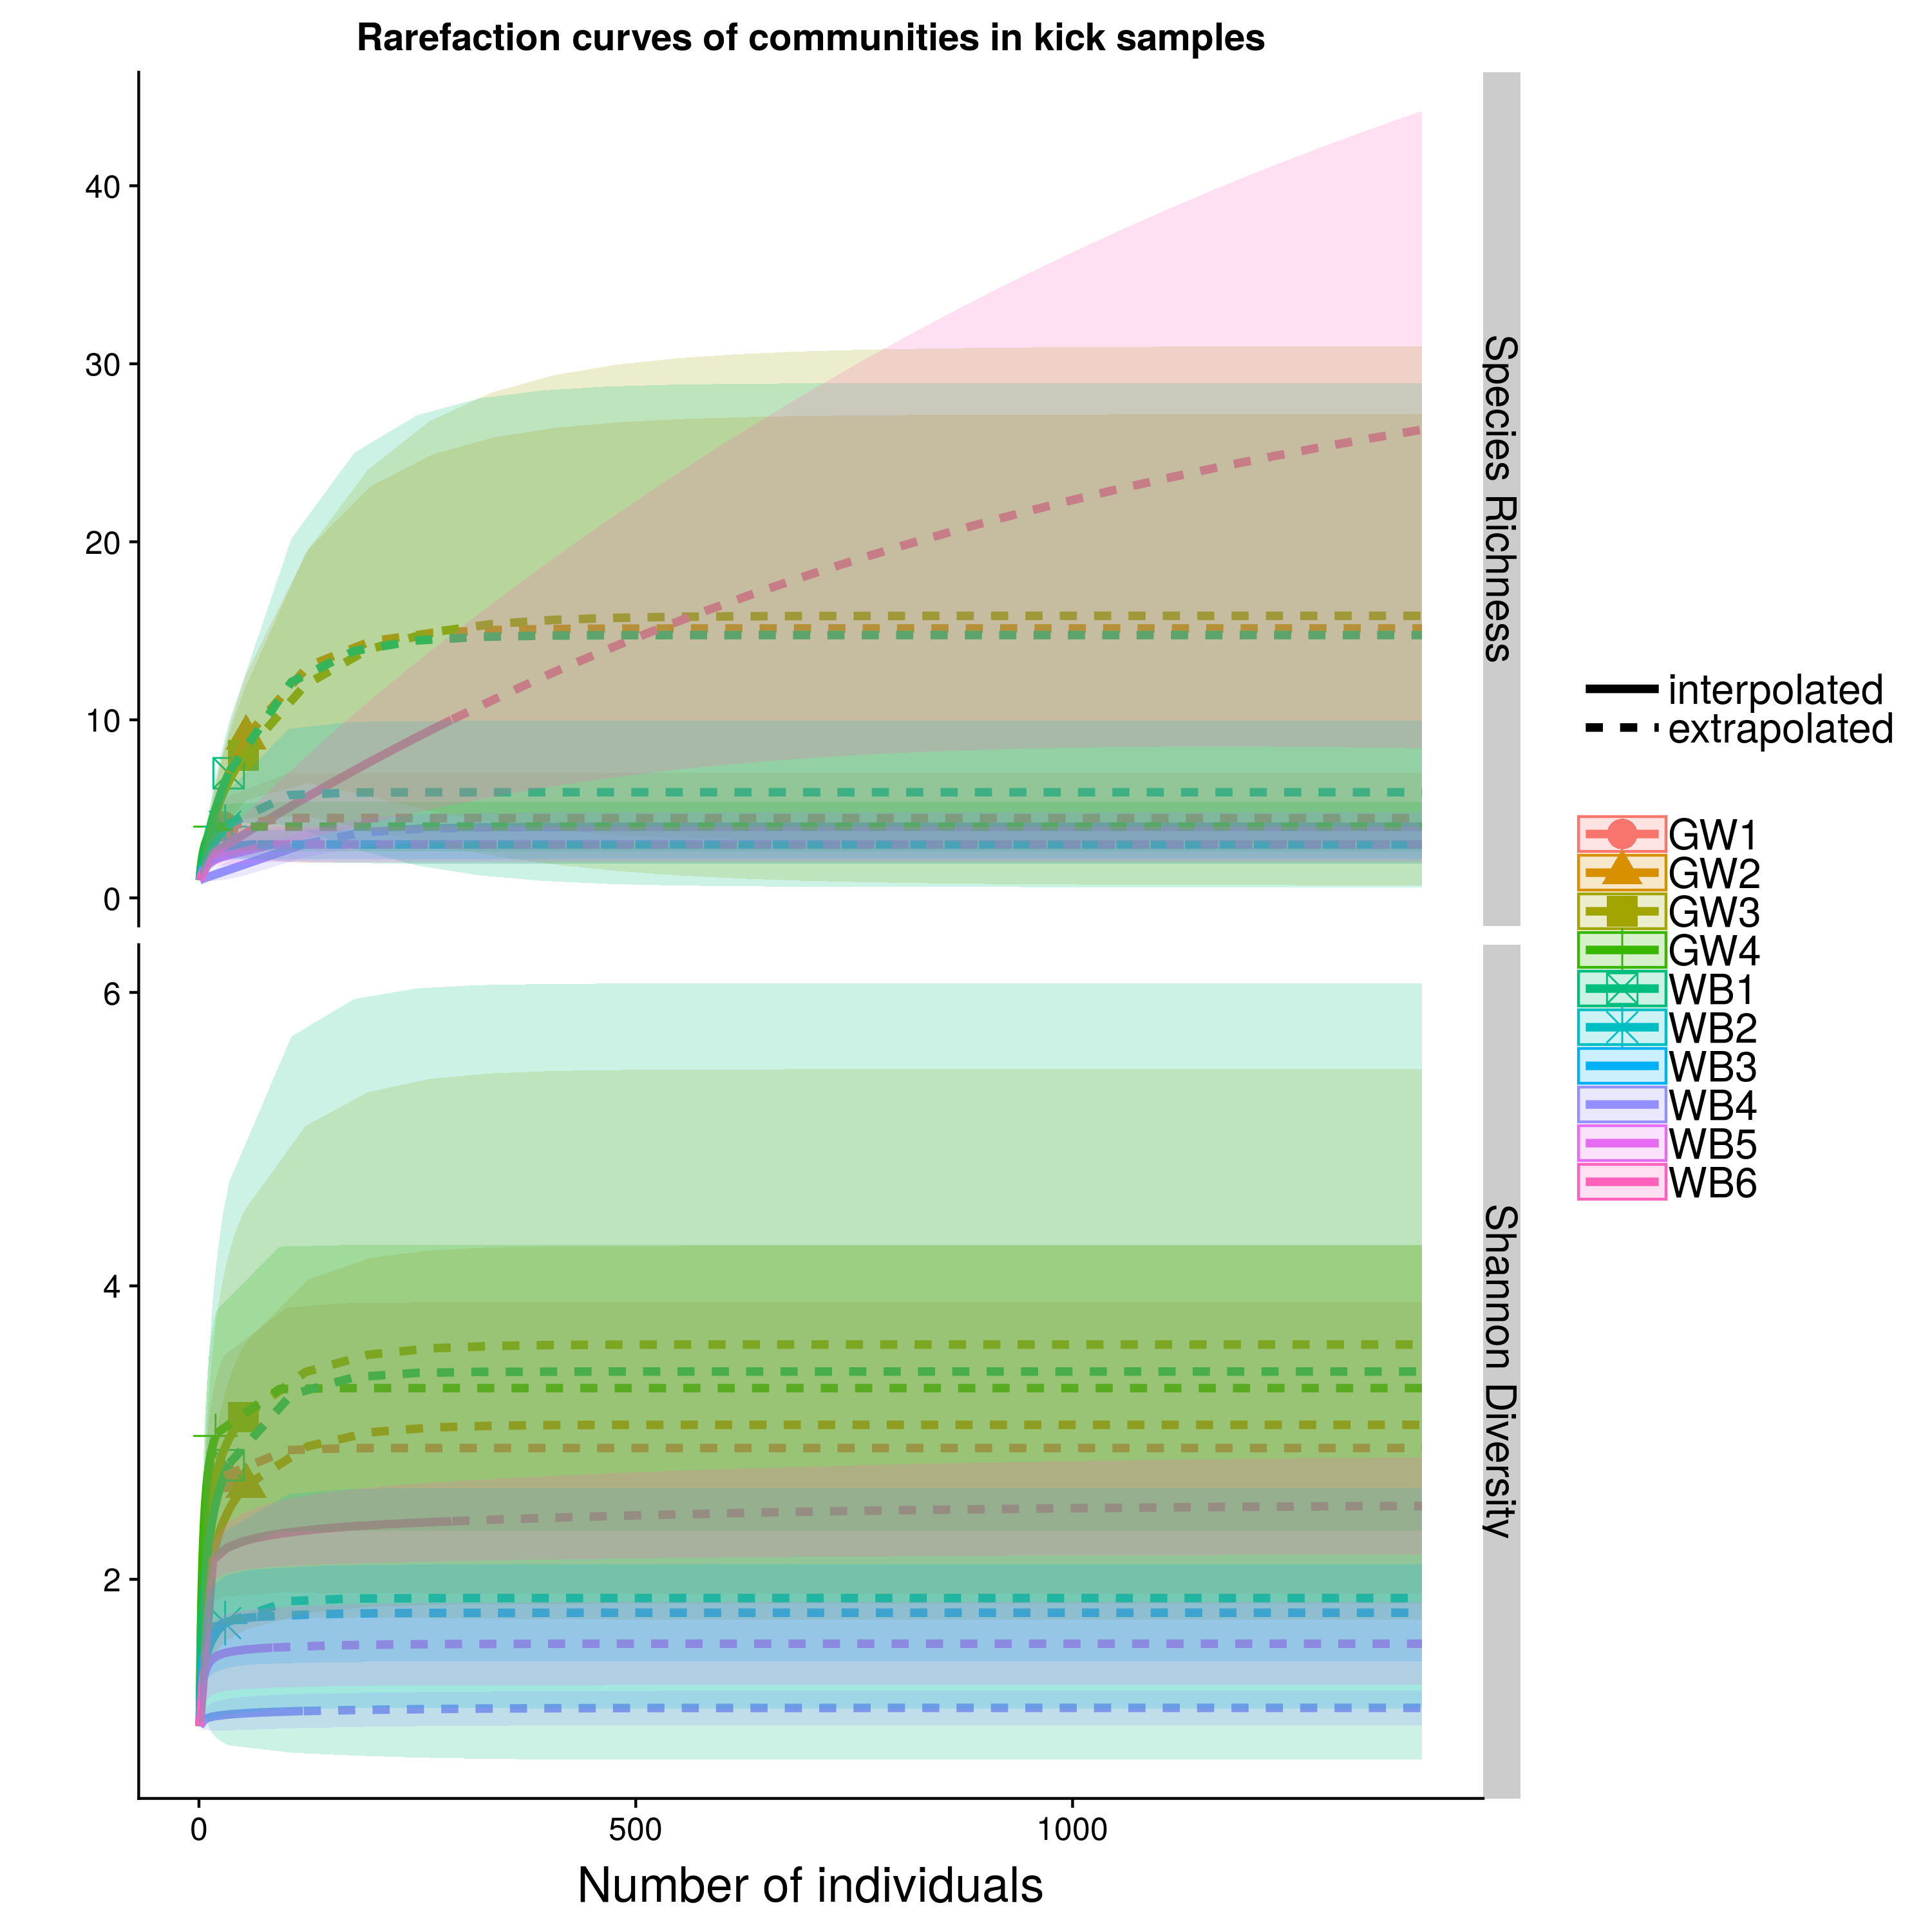 Rarefaction curves of communities in kick samples
40
30
20
10
0
Species Richness
6
4
2
Shannon Diversity
0
500
1000
Number of individuals
interpolated
extrapolated
GW1
GW2
GW3
GW4
WB1
WB2
WB3
WB4
WB5
WB6